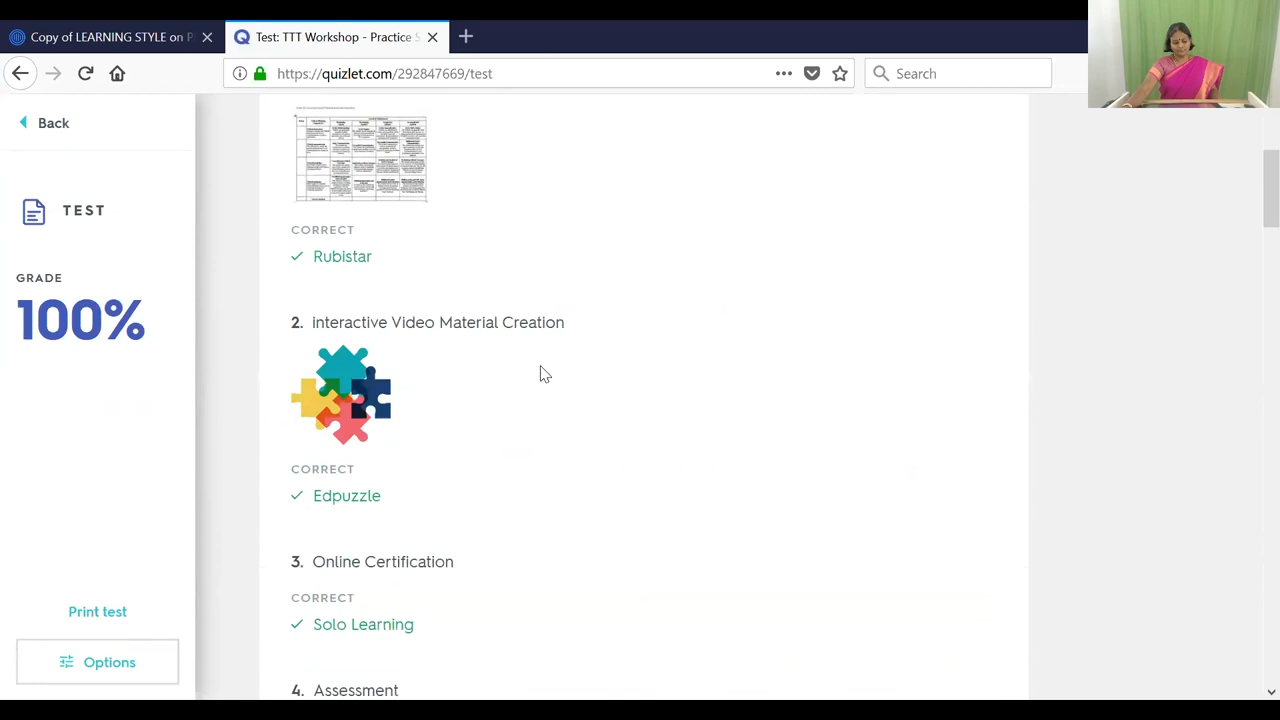 Copy of LEARNING STYLE on P
Test: TTT Workshop - Practice S
https://quizlet.com/292847669/test
Search
Back
TEST
GRADE
100%
Print test
Options
CORRECT
✓ Rubistar
2. interactive Video Material Creation
CORRECT
✓ Edpuzzle
3. Online Certification
CORRECT
✓ Solo Learning
4. Assessment